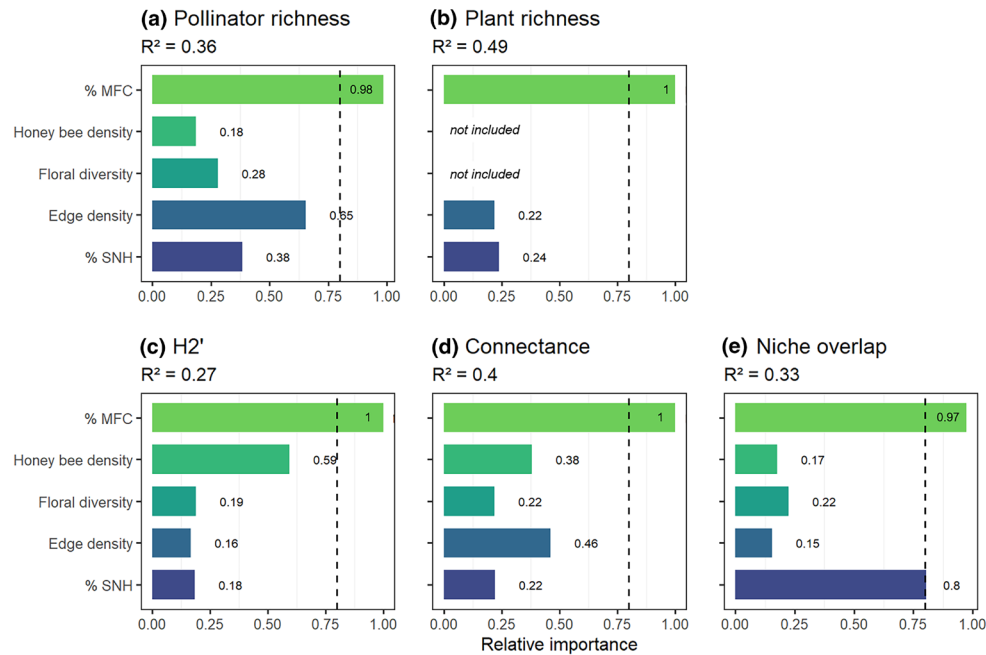 (a) Pollinator richness
R² = 0.36
% MFC 0.98
Honey bee density 0.18
Floral diversity 0.28
Edge density 0.65
% SNH 0.38
0.00 0.25 0.50 0.75 1.00
(b) Plant richness
R² = 0.49
1
not included
not included
0.22
0.24
0.00 0.25 0.50 0.75 1.00
(c) H2'
R² = 0.27
% MFC 1
Honey bee density 0.59
Floral diversity 0.19
Edge density 0.16
% SNH 0.18
0.00 0.25 0.50 0.75 1.00
(d) Connectance
R² = 0.4
1
0.38
0.22
0.46
0.22
0.00 0.25 0.50 0.75 1.00
Relative importance
(e) Niche overlap
R² = 0.33
0.97
0.17
0.22
0.15
0.8
0.00 0.25 0.50 0.75 1.00